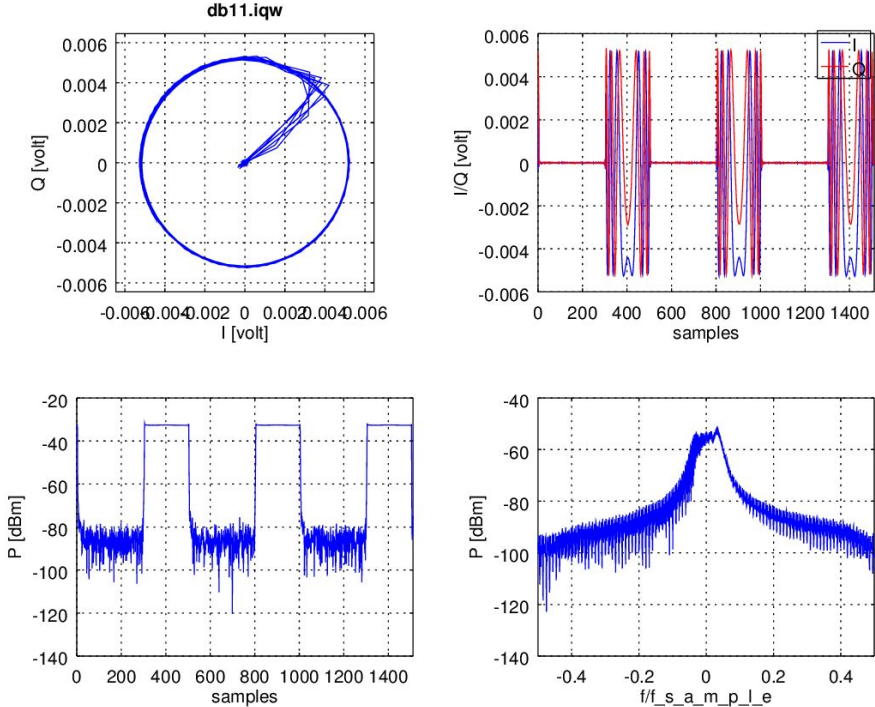 db11.iqw
0.006
0.004
0.002
0
-0.002
-0.004
-0.006
Q [volt]
-0.006 -0.004 -0.002 0 0.002 0.004 0.006
I [volt]
0.006
0.004
0.002
0
-0.002
-0.004
-0.006
I/Q [volt]
I
Q
0 200 400 600 800 1000 1200 1400
samples
-20
-40
-60
-80
-100
-120
-140
P [dBm]
0 200 400 600 800 1000 1200 1400
samples
-40
-60
-80
-100
-120
-140
P [dBm]
-0.4 -0.2 0 0.2 0.4
f/f_s_a_m_p_l_e